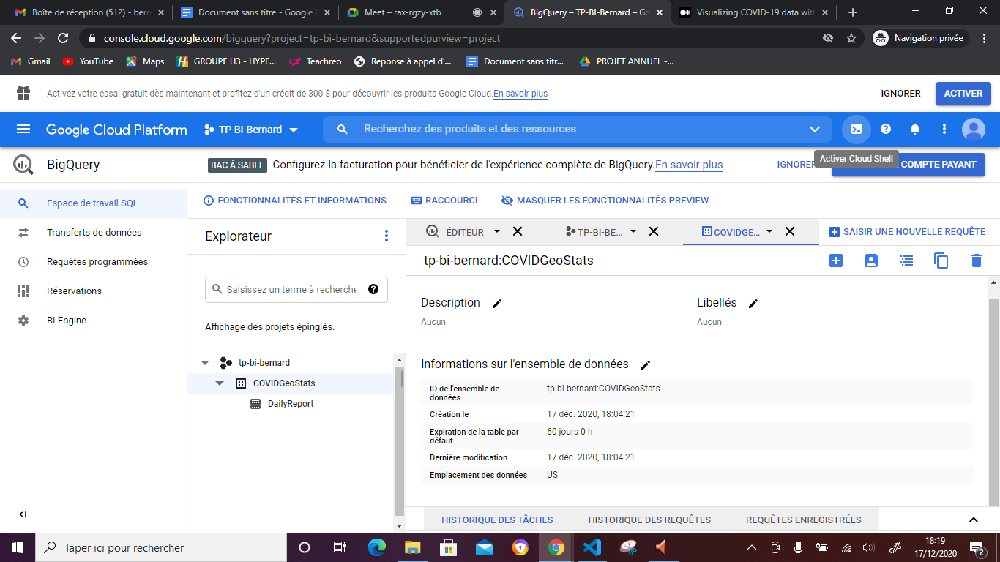 Boîte de réception (512) - bern
Document sans titre - Google
Meet – rax-rgzy-xtb
BigQuery – TP-BI-Bernard – Go
Visualizing COVID-19 data with
console.cloud.google.com/bigquery?project=tp-bi-bernard&supportedpurview=project
Navigation privée
Gmail
YouTube
Maps
GROUPE H3 - HYPE...
Teachreo
Reponse à appel d'...
Document sans titr...
PROJET ANNUEL -...
Activez votre essai gratuit dès maintenant et profitez d'un crédit de 300 $ pour découvrir les produits Google Cloud.En savoir plus
IGNORER
ACTIVER
Google Cloud Platform
TP-BI-Bernard
Recherchez des produits et des ressources
Activer Cloud Shell
BigQuery
BAC À SABLE
Configurez la facturation pour bénéficier de l'expérience complète de BigQuery.En savoir plus
IGNORER
COMPTE PAYANT
Espace de travail SQL
Transferts de données
Requêtes programmées
Réservations
BI Engine
FONCTIONNALITÉS ET INFORMATIONS
RACCOURCI
MASQUER LES FONCTIONNALITÉS PREVIEW
Explorateur
Saisissez un terme à recherche
Affichage des projets épinglés.
tp-bi-bernard
COVIDGeoStats
DailyReport
ÉDITEUR
TP-BI-BE...
COVIDGE...
SAISIR UNE NOUVELLE REQUÊTE
tp-bi-bernard:COVIDGeoStats
Description
Aucun
Libellés
Aucun
Informations sur l'ensemble de données
ID de l'ensemble de
données
tp-bi-bernard:COVIDGeoStats
Création le
17 déc. 2020, 18:04:21
Expiration de la table par
défaut
60 jours 0 h
Dernière modification
17 déc. 2020, 18:04:21
Emplacement des données
US
HISTORIQUE DES TÂCHES
HISTORIQUE DES REQUÊTES
REQUÊTES ENREGISTRÉES
Taper ici pour rechercher
18:19
17/12/2020
2